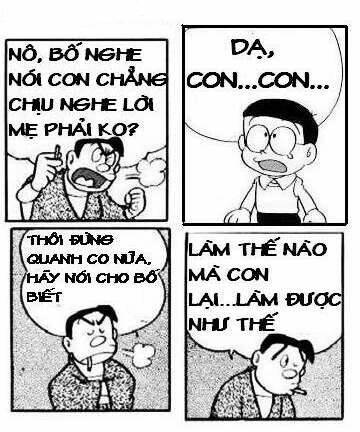 NÔ, BỐ NGHE
NÓI CON CHẲNG
CHỊU NGHE LỜI
MẸ PHẢI KO?
DẠ,
CON...CON...
THÔI ĐỪNG
QUANH CO NỮA,
HÃY NÓI CHO BỐ
BIẾT
LÀM THẾ NÀO
MÀ CON
LẠI...LÀM ĐƯỢC
NHƯ THẾ